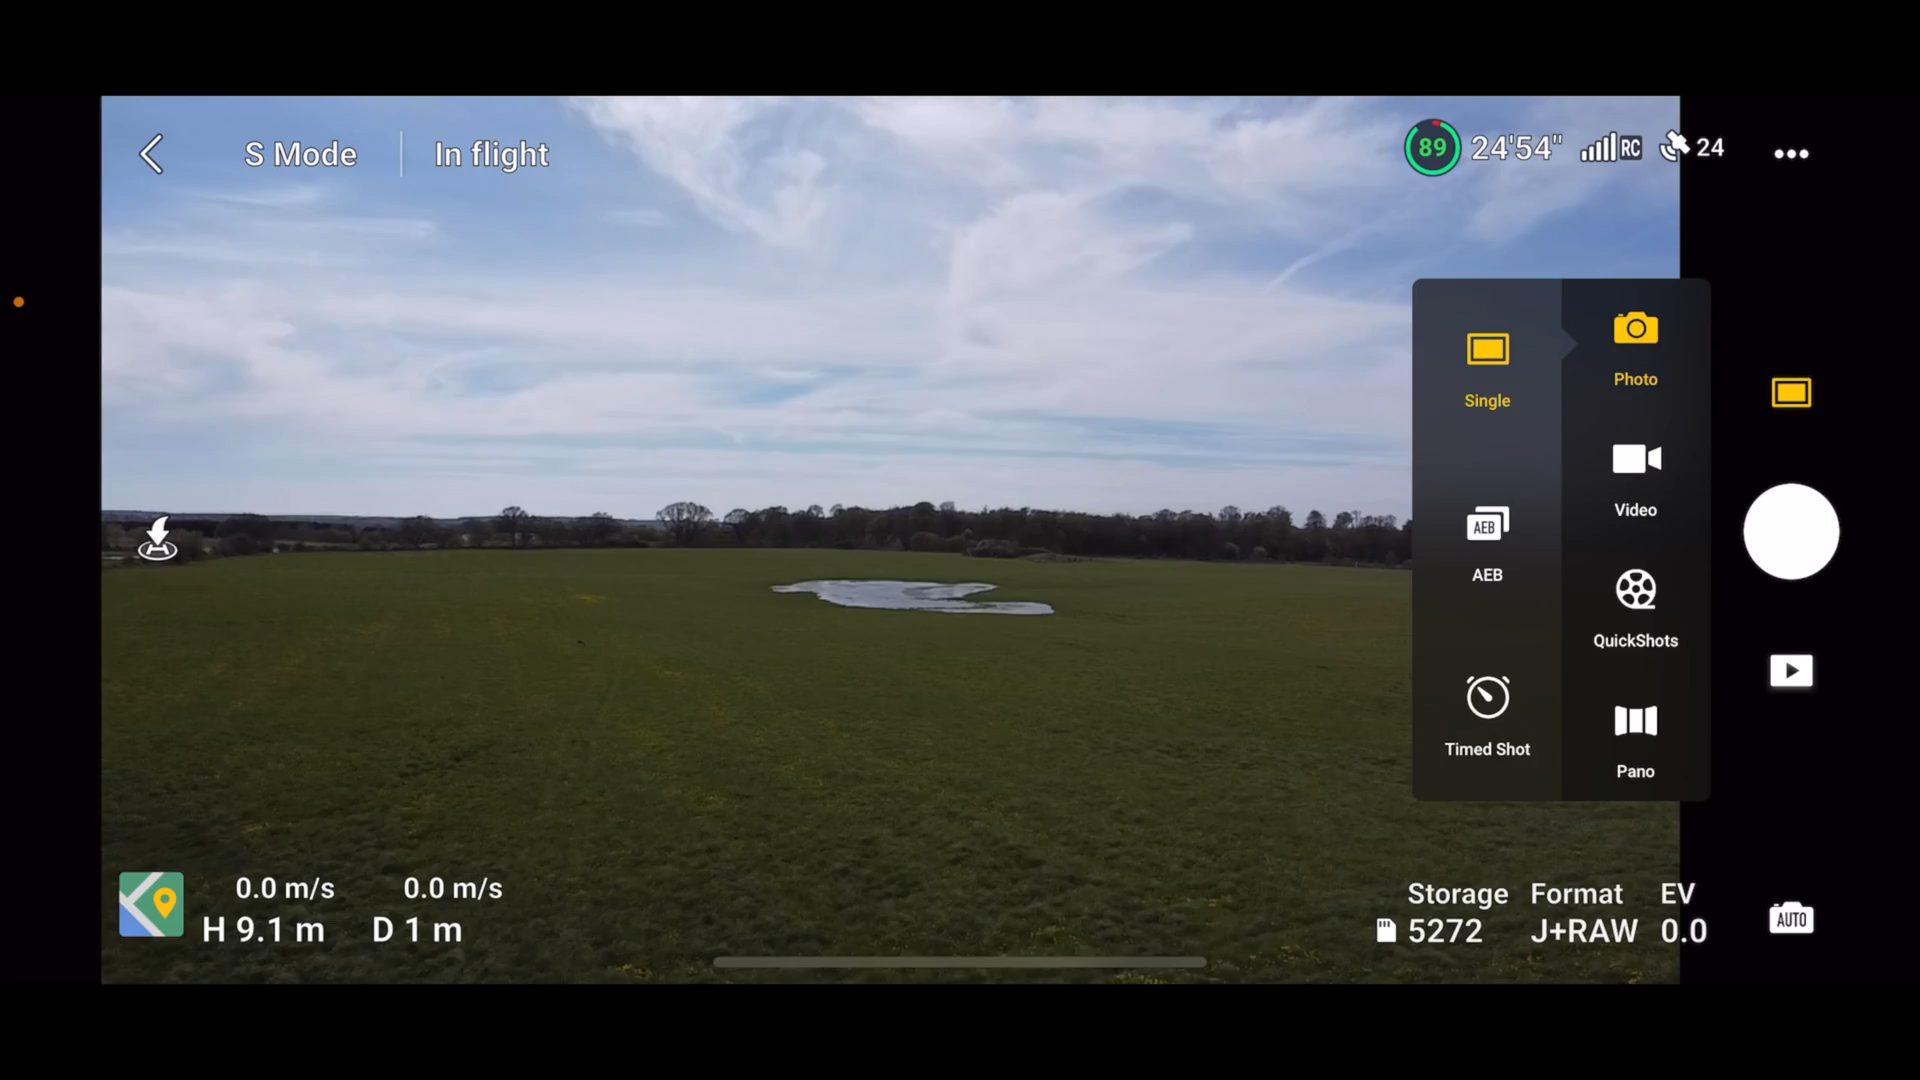 S Mode
In flight
89
24'54"
RC
24
Single
Photo
Video
AEB
AEB
QuickShots
Timed Shot
Pano
0.0 m/s
0.0 m/s
H 9.1 m
D 1 m
Storage
Format
EV
5272
J+RAW
0.0
AUTO